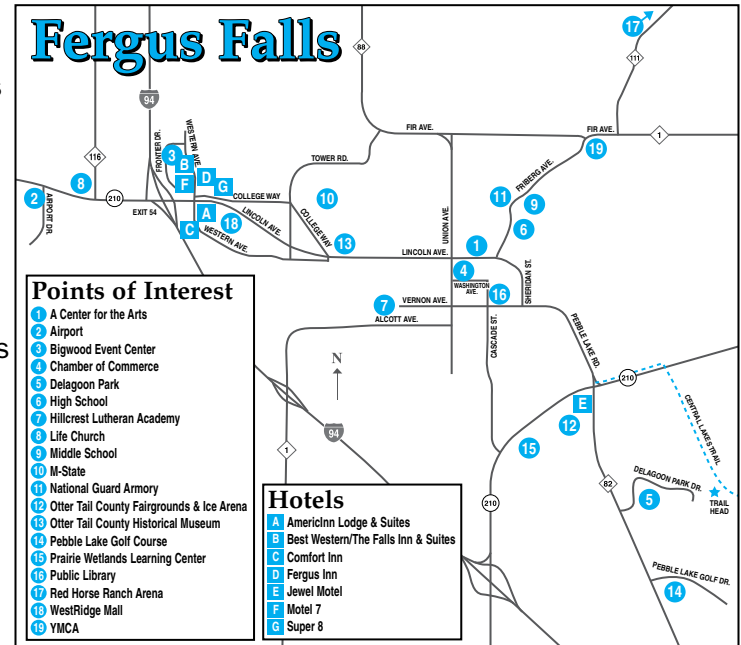 Fergus Falls
17
88
111
94
FIR AVE.
FIR AVE.
1
19
116
FRONTER DR.
WESTERN AVE.
3
B
D
F
G
TOWER RD.
FRIBERG AVE.
11
9
8
2
AIRPORT DR.
210
EXIT 54
COLLEGE WAY
10
A
18
C
LINCOLN AVE.
COLLEGE WAY
13
WESTERN AVE.
UNION AVE.
6
LINCOLN AVE.
1
4
WASHINGTON
AVE.
16
SHERIDAN ST.
7
VERNON AVE.
ALCOTT AVE.
CASCADE ST.
PEBBLE LAKE RD.
N
94
1
210
E
12
15
CENTRAL LAKES TRAIL
210
82
DELAGOON PARK DR.
5
TRAIL
HEAD
PEBBLE LAKE GOLF DR.
14
Points of Interest
1 A Center for the Arts
2 Airport
3 Bigwood Event Center
4 Chamber of Commerce
5 Delagoon Park
6 High School
7 Hillcrest Lutheran Academy
8 Life Church
9 Middle School
10 M-State
11 National Guard Armory
12 Otter Tail County Fairgrounds & Ice Arena
13 Otter Tail County Historical Museum
14 Pebble Lake Golf Course
15 Prairie Wetlands Learning Center
16 Public Library
17 Red Horse Ranch Arena
18 WestRidge Mall
19 YMCA
Hotels
A AmericInn Lodge & Suites
B Best Western/The Falls Inn & Suites
C Comfort Inn
D Fergus Inn
E Jewel Motel
F Motel 7
G Super 8